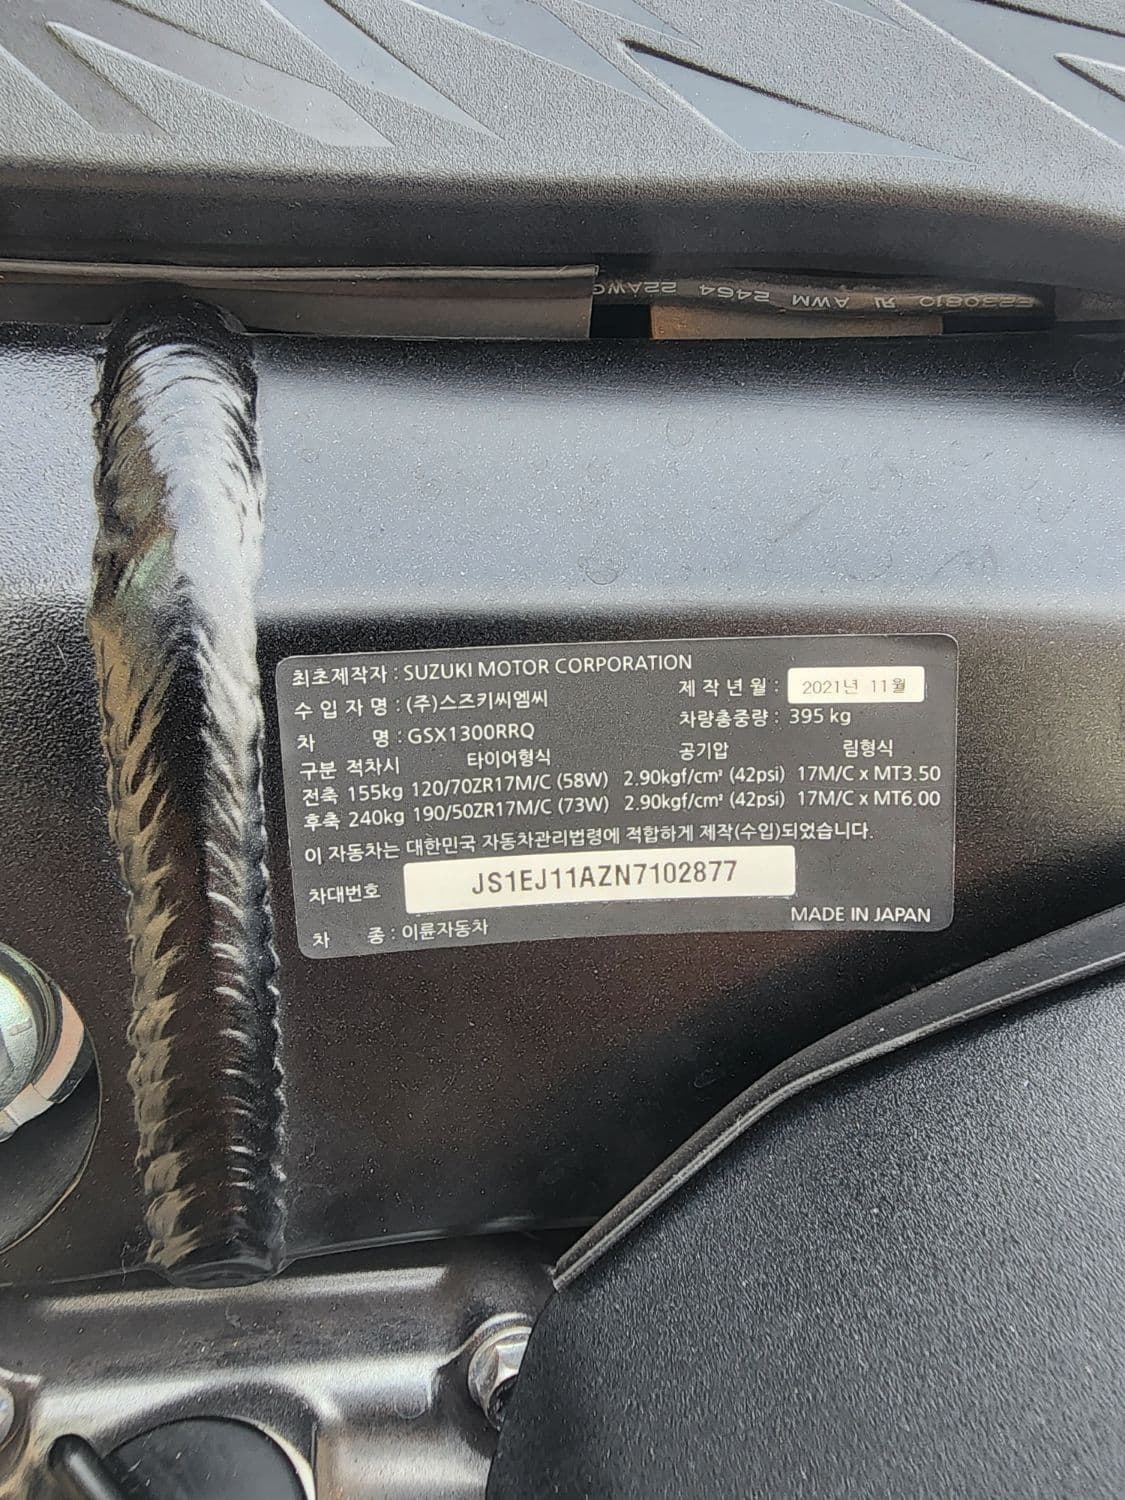 최초제작자 : SUZUKI MOTOR CORPORATION
수 입 자 명 : (주)스즈키씨엠씨 제 작 년 월 : 2021년 11월
차 명 : GSX1300RRQ 차량총중량 : 395 kg
구분 적차시 타이어형식 공기압 림형식
전축 155kg 120/70ZR17M/C (58W) 2.90kgf/cm² (42psi) 17M/C x MT3.50
후축 240kg 190/50ZR17M/C (73W) 2.90kgf/cm² (42psi) 17M/C x MT6.00
이 자동차는 대한민국 자동차관리법령에 적합하게 제작(수입)되었습니다.
차대번호 JS1EJ11AZN7102877
차 종 : 이륜자동차 MADE IN JAPAN